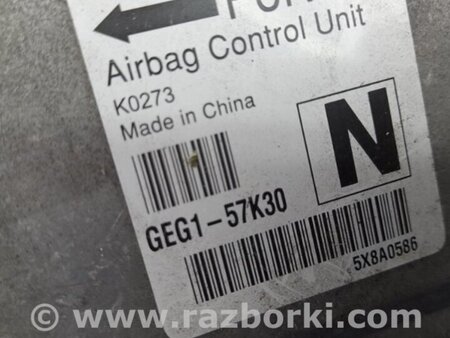 Airbag Control Unit
K0273
Made in China
N
GEG1-57K30
5X8A0586
© www.razborki.com